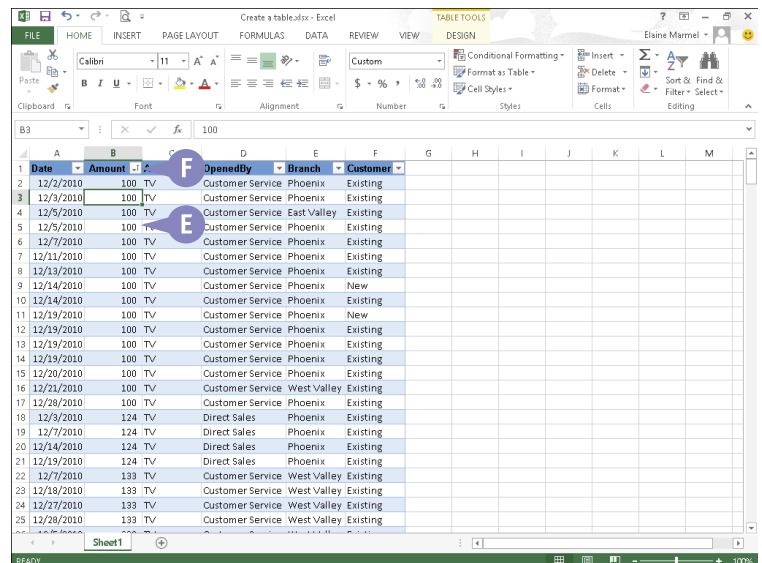 Create a table.xlsx - Excel
TABLE TOOLS
FILE HOME INSERT PAGE LAYOUT FORMULAS DATA REVIEW VIEW DESIGN
Elaine Marmel
Paste
Calibri 11
Custom
$ - % ,
B I U
Conditional Formatting
Format as Table
Cell Styles
Insert
Delete
Format
Sort & Filter
Find & Select
Clipboard Font Alignment Number Styles Cells Editing
B3 fx 100
A B D E F G H I J K L M
1 Date Amount F OpenedBy Branch Customer
2 12/2/2010 100 TV Customer Service Phoenix Existing
3 12/3/2010 100 TV Customer Service Phoenix Existing
4 12/5/2010 100 TV Customer Service East Valley Existing
5 12/5/2010 100 E Customer Service Phoenix Existing
6 12/7/2010 100 TV Customer Service Phoenix Existing
7 12/11/2010 100 TV Customer Service Phoenix Existing
8 12/13/2010 100 TV Customer Service Phoenix Existing
9 12/14/2010 100 TV Customer Service Phoenix New
10 12/14/2010 100 TV Customer Service Phoenix Existing
11 12/19/2010 100 TV Customer Service Phoenix New
12 12/19/2010 100 TV Customer Service Phoenix Existing
13 12/19/2010 100 TV Customer Service Phoenix Existing
14 12/19/2010 100 TV Customer Service Phoenix Existing
15 12/20/2010 100 TV Customer Service Phoenix Existing
16 12/21/2010 100 TV Customer Service West Valley Existing
17 12/28/2010 100 TV Customer Service Phoenix Existing
18 12/3/2010 124 TV Direct Sales Phoenix Existing
19 12/7/2010 124 TV Direct Sales Phoenix Existing
20 12/14/2010 124 TV Direct Sales Phoenix Existing
21 12/19/2010 124 TV Direct Sales Phoenix Existing
22 12/7/2010 133 TV Customer Service West Valley Existing
23 12/18/2010 133 TV Customer Service West Valley Existing
24 12/27/2010 133 TV Customer Service West Valley Existing
25 12/28/2010 133 TV Customer Service West Valley Existing
Sheet1
READY 100%